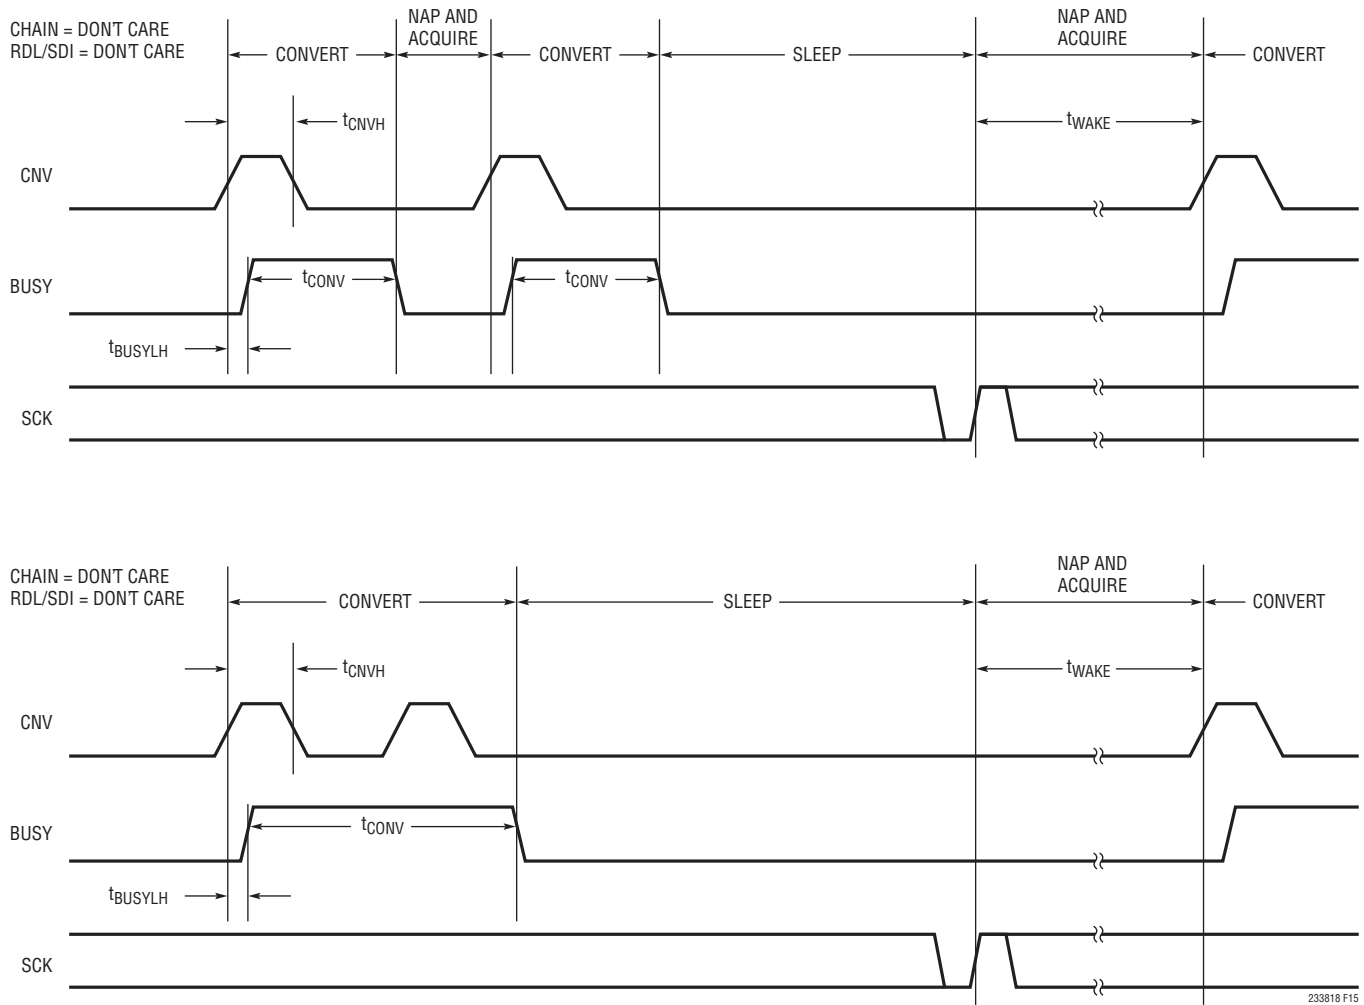 CHAIN = DON'T CARE
RDL/SDI = DON'T CARE
CONVERT
NAP AND
ACQUIRE
CONVERT
SLEEP
NAP AND
ACQUIRE
CONVERT
tCNVH
tWAKE
CNV
BUSY
tCONV
tCONV
tBUSYLH
SCK
CHAIN = DON'T CARE
RDL/SDI = DON'T CARE
CONVERT
SLEEP
NAP AND
ACQUIRE
CONVERT
tCNVH
tWAKE
CNV
BUSY
tCONV
tBUSYLH
SCK
233818 F15